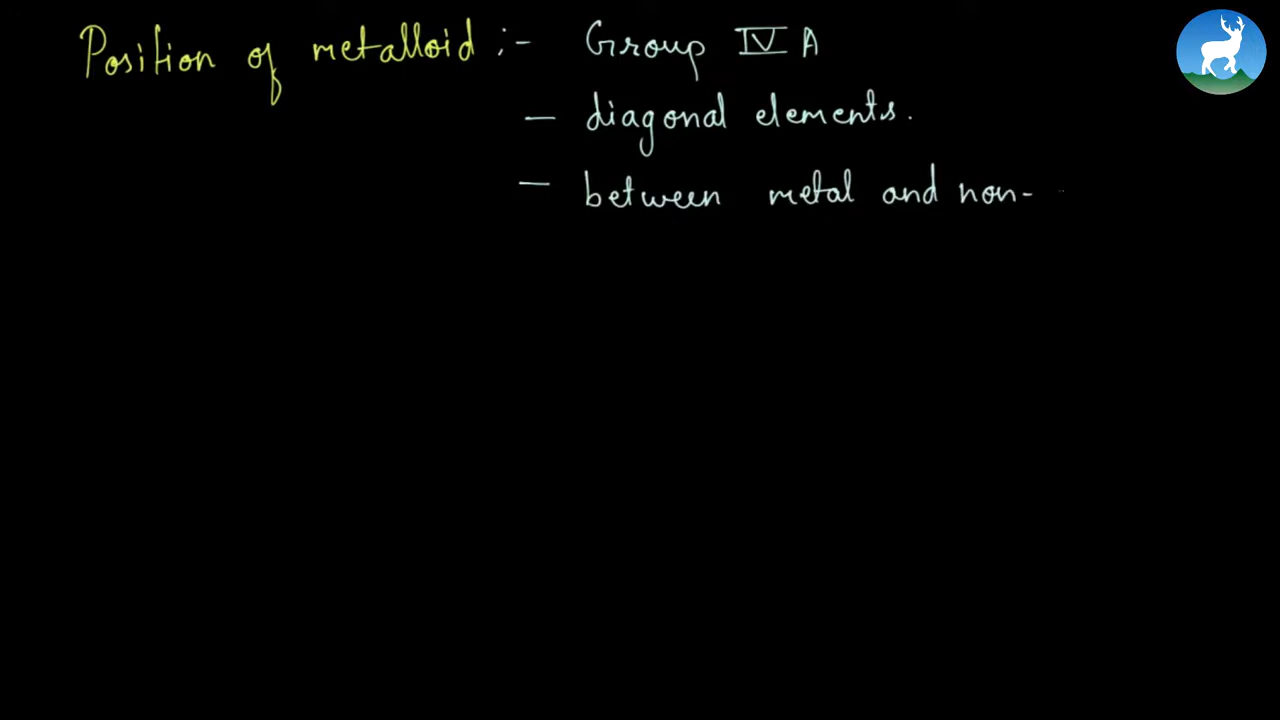 Position of metalloid :- Group IV A
— diagonal elements.
— between metal and non-